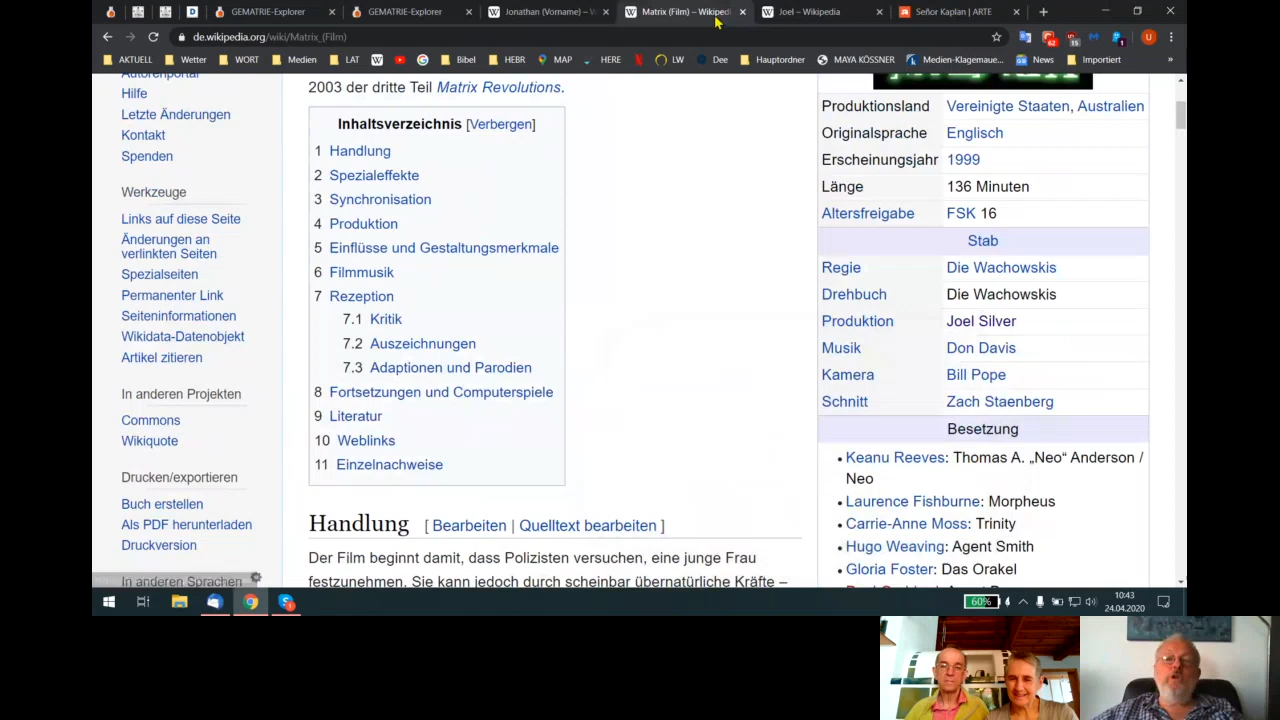 GEMATRIE-Explorer
GEMATRIE-Explorer
Jonathan (Vorname) – W
Matrix (Film) – Wikiped
Joel – Wikipedia
Señor Kaplan | ARTE
de.wikipedia.org/wiki/Matrix_(Film)
AKTUELL
Wetter
WORT
Medien
LAT
Bibel
HEBR
MAP
HERE
LW
Dee
Hauptordner
MAYA KÖSSNER
Medien-Klagemaue...
News
Importiert
»
Autorenportal
Hilfe
Letzte Änderungen
Kontakt
Spenden
Werkzeuge
Links auf diese Seite
Änderungen an
verlinkten Seiten
Spezialseiten
Permanenter Link
Seiteninformationen
Wikidata-Datenobjekt
Artikel zitieren
In anderen Projekten
Commons
Wikiquote
Drucken/exportieren
Buch erstellen
Als PDF herunterladen
Druckversion
In anderen Sprachen
2003 der dritte Teil Matrix Revolutions.
Inhaltsverzeichnis [Verbergen]
1 Handlung
2 Spezialeffekte
3 Synchronisation
4 Produktion
5 Einflüsse und Gestaltungsmerkmale
6 Filmmusik
7 Rezeption
7.1 Kritik
7.2 Auszeichnungen
7.3 Adaptionen und Parodien
8 Fortsetzungen und Computerspiele
9 Literatur
10 Weblinks
11 Einzelnachweise
Handlung [ Bearbeiten | Quelltext bearbeiten ]
Der Film beginnt damit, dass Polizisten versuchen, eine junge Frau
festzunehmen. Sie kann jedoch durch scheinbar übernatürliche Kräfte –
Produktionsland Vereinigte Staaten, Australien
Originalsprache Englisch
Erscheinungsjahr 1999
Länge 136 Minuten
Altersfreigabe FSK 16
Stab
Regie Die Wachowskis
Drehbuch Die Wachowskis
Produktion Joel Silver
Musik Don Davis
Kamera Bill Pope
Schnitt Zach Staenberg
Besetzung
• Keanu Reeves: Thomas A. „Neo“ Anderson /
Neo
• Laurence Fishburne: Morpheus
• Carrie-Anne Moss: Trinity
• Hugo Weaving: Agent Smith
• Gloria Foster: Das Orakel
60%
10:43
24.04.2020